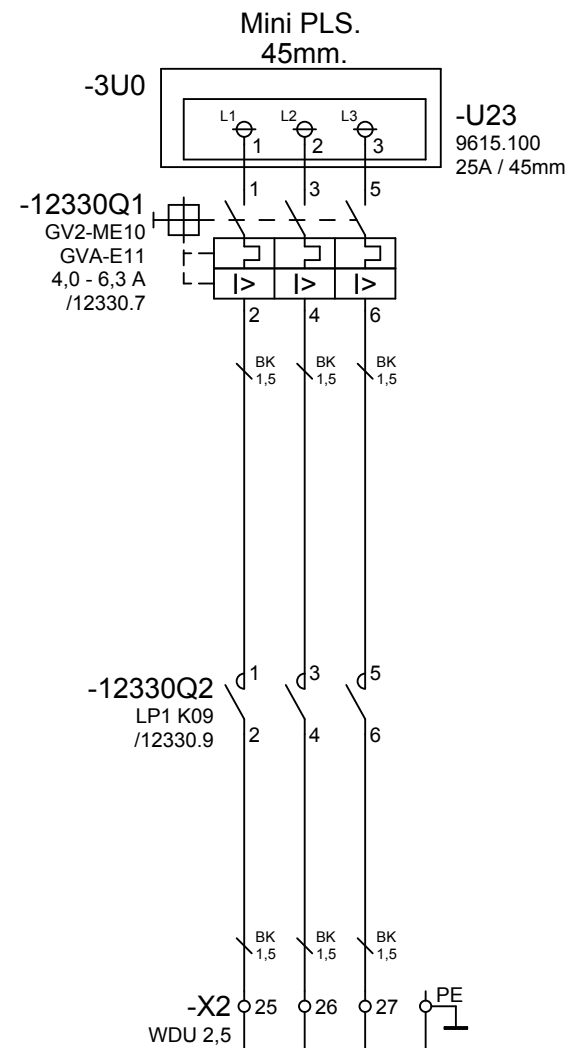 Mini PLS.
45mm.
-3U0
L1 L2 L3
1 2 3
-U23
9615.100
25A / 45mm
-12330Q1
GV2-ME10
GVA-E11
4,0 - 6,3 A
/12330.7
1 3 5
I> I> I>
2 4 6
BK BK BK
1,5 1,5 1,5
-12330Q2
LP1 K09
/12330.9
1 3 5
2 4 6
BK BK BK
1,5 1,5 1,5
-X2 25 26 27 PE
WDU 2,5